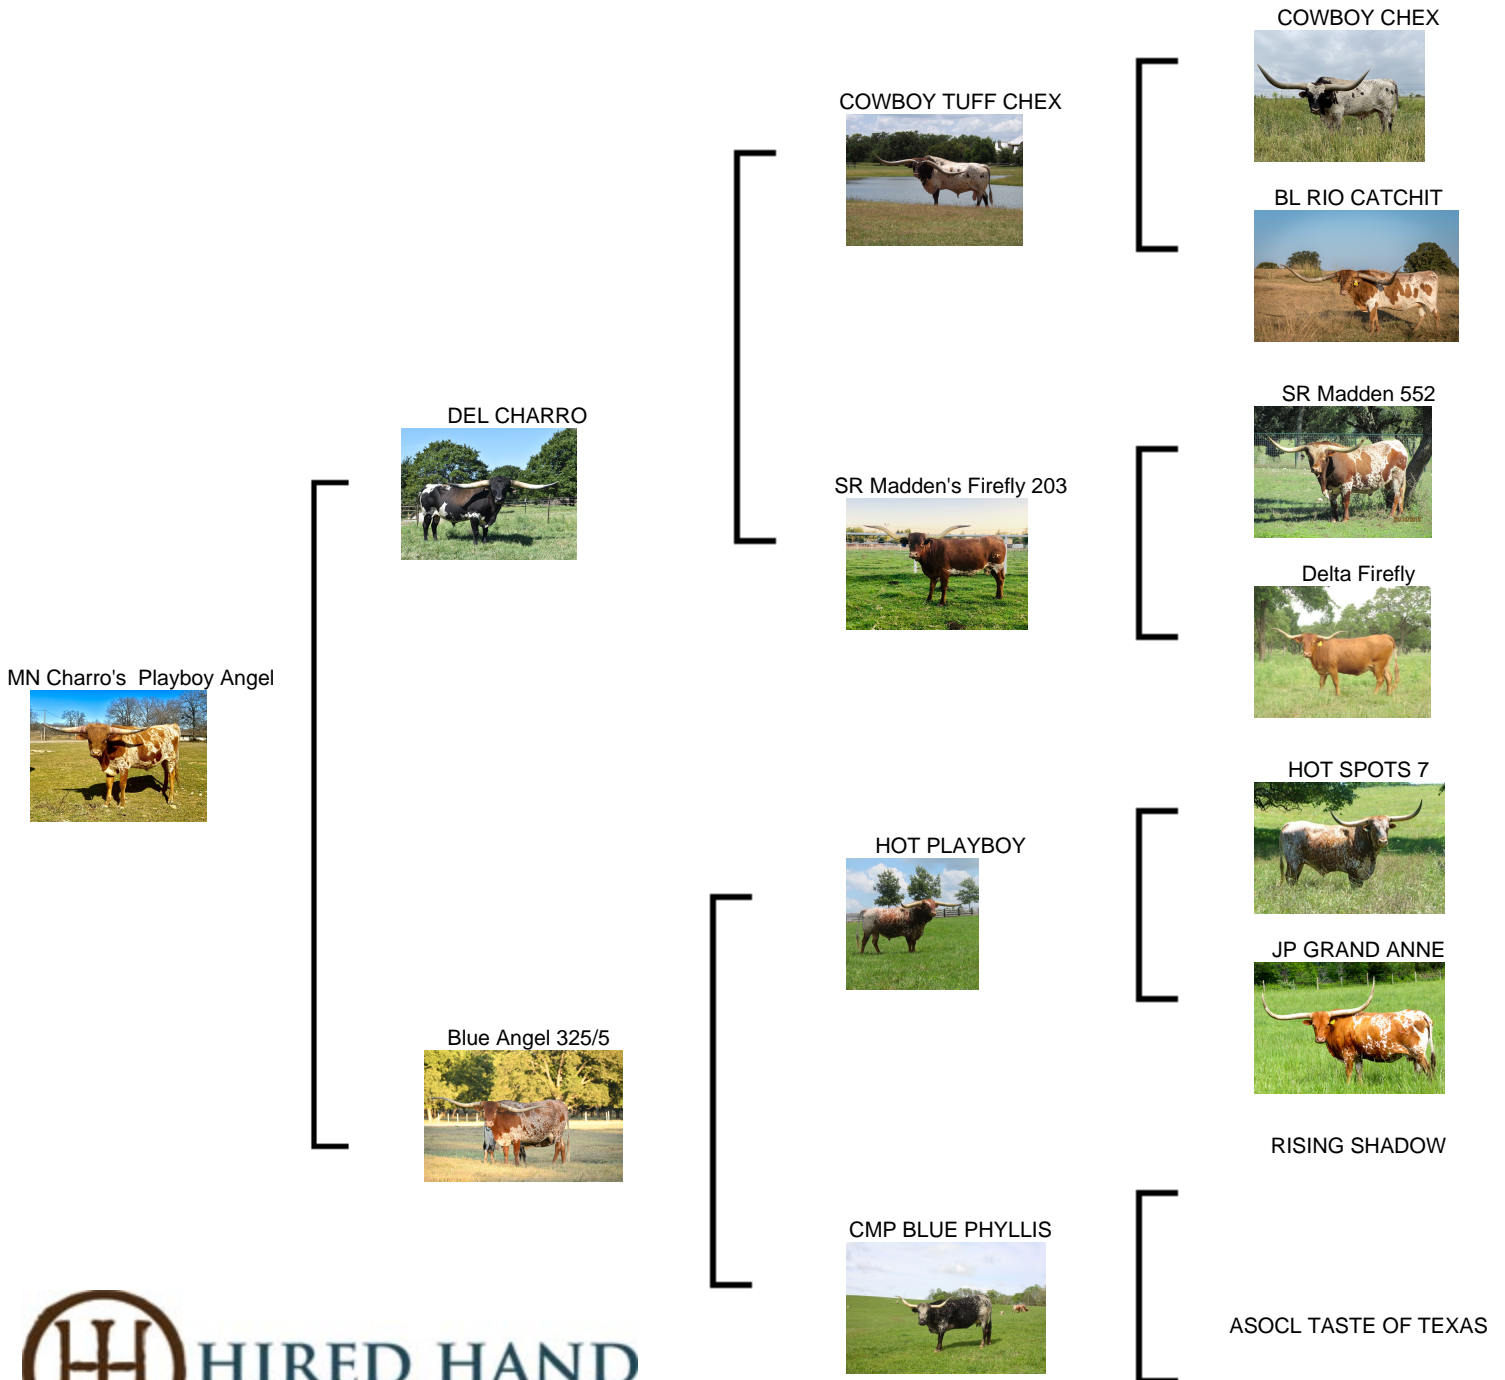 COWBOY CHEX
COWBOY TUFF CHEX
BL RIO CATCHIT
SR Madden 552
DEL CHARRO
SR Madden's Firefly 203
Delta Firefly
MN Charro's  Playboy Angel
HOT SPOTS 7
HOT PLAYBOY
JP GRAND ANNE
Blue Angel 325/5
RISING SHADOW
CMP BLUE PHYLLIS
ASOCL TASTE OF TEXAS
HIRED HAND